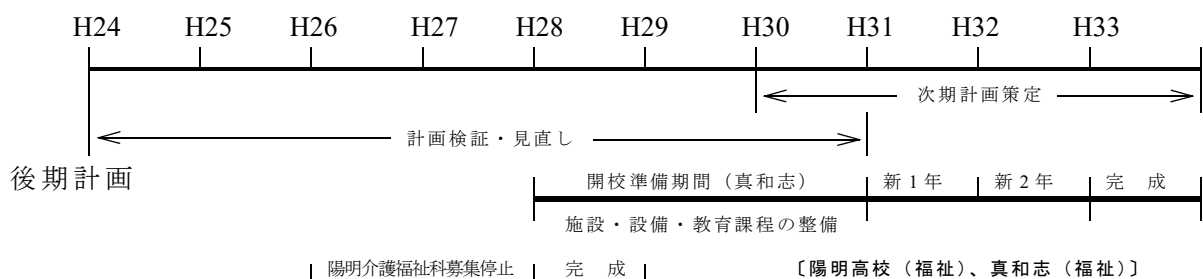 H24 H25 H26 H27 H28 H29 H30 H31 H32 H33
次期計画策定
計画検証・見直し
後期計画
開校準備期間（真和志） 新1年 新2年 完 成
施設・設備・教育課程の整備
陽明介護福祉科募集停止 完 成 〔陽明高校（福祉）、真和志（福祉）〕